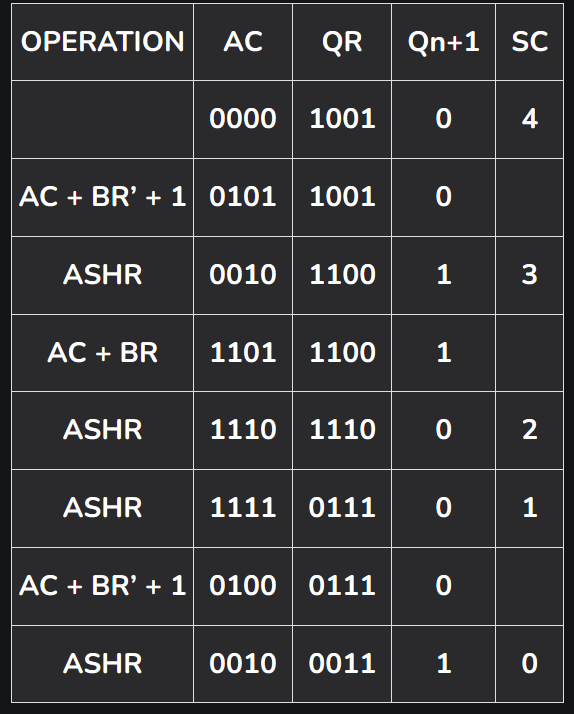 OPERATION AC QR Qn+1 SC
0000 1001 0 4
AC + BR’ + 1 0101 1001 0
ASHR 0010 1100 1 3
AC + BR 1101 1100 1
ASHR 1110 1110 0 2
ASHR 1111 0111 0 1
AC + BR’ + 1 0100 0111 0
ASHR 0010 0011 1 0